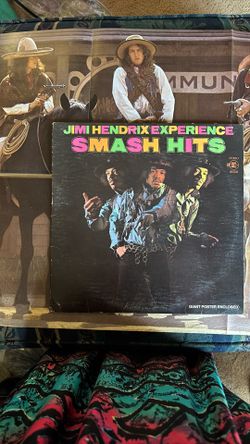 MMUN
JIMI HENDRIX EXPERIENCE
SMASH HITS
GIANT POSTER ENCLOSED